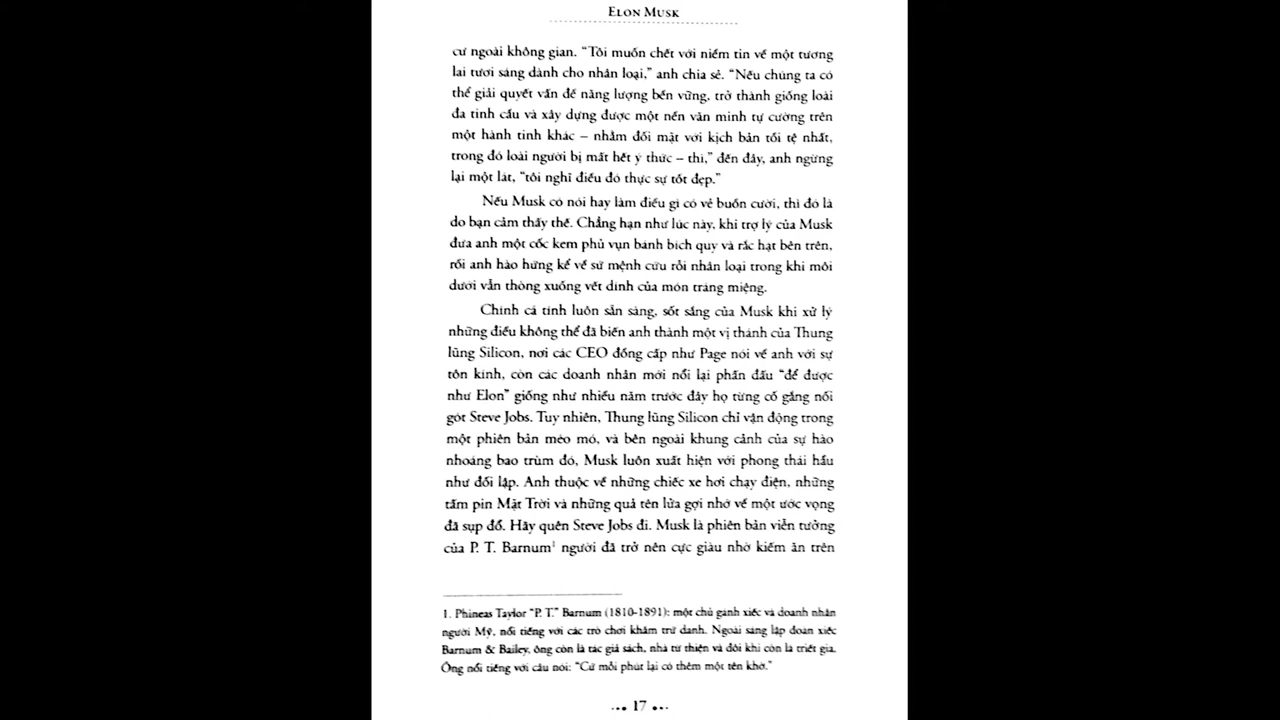 ELON MUSK
cư ngoài không gian. “Tôi muốn chết với niềm tin về một tương
lai tươi sáng dành cho nhân loại,” anh chia sẻ. “Nếu chúng ta có
thể giải quyết vấn đề năng lượng bền vững, trở thành giống loài
đa tinh cầu và xây dựng được một nền văn minh tự cường trên
một hành tinh khác – nhằm đối mặt với kịch bản tồi tệ nhất,
trong đó loài người bị mất hết ý thức – thì,” đến đây, anh ngừng
lại một lát, “tôi nghĩ điều đó thực sự tốt đẹp.”
Nếu Musk có nói hay làm điều gì có vẻ buồn cười, thì đó là
do bạn cảm thấy thế. Chẳng hạn như lúc này, khi trợ lý của Musk
đưa anh một cốc kem phủ vụn bánh bích quy và rắc hạt bên trên,
rồi anh hào hứng kể về sứ mệnh cứu rỗi nhân loại trong khi môi
dưới vẫn thòng xuống vết dính của món tráng miệng.
Chính cá tính luôn sẵn sàng, sốt sắng của Musk khi xử lý
những điều không thể đã biến anh thành một vị thánh của Thung
lũng Silicon, nơi các CEO đồng cấp như Page nói về anh với sự
tôn kính, còn các doanh nhân mới nổi lại phấn đấu “để được
như Elon” giống như nhiều năm trước đây họ từng cố gắng nối
gót Steve Jobs. Tuy nhiên, Thung lũng Silicon chỉ vận động trong
một phiên bản méo mó, và bên ngoài khung cảnh của sự hào
nhoáng bao trùm đó, Musk luôn xuất hiện với phong thái hầu
như đối lập. Anh thuộc về những chiếc xe hơi chạy điện, những
tấm pin Mặt Trời và những quả tên lửa gợi nhớ về một ước vọng
đã sụp đổ. Hãy quên Steve Jobs đi. Musk là phiên bản viễn tưởng
của P. T. Barnum¹ người đã trở nên cực giàu nhờ kiếm ăn trên
1. Phineas Taylor “P. T.” Barnum (1810-1891): một chủ gánh xiếc và doanh nhân
người Mỹ, nổi tiếng với các trò chơi khăm trứ danh. Ngoài sáng lập đoàn xiếc
Barnum & Bailey, ông còn là tác giả sách, nhà từ thiện và đôi khi còn là triết gia.
Ông nổi tiếng với câu nói: “Cứ mỗi phút lại có thêm một tên khờ.”
17